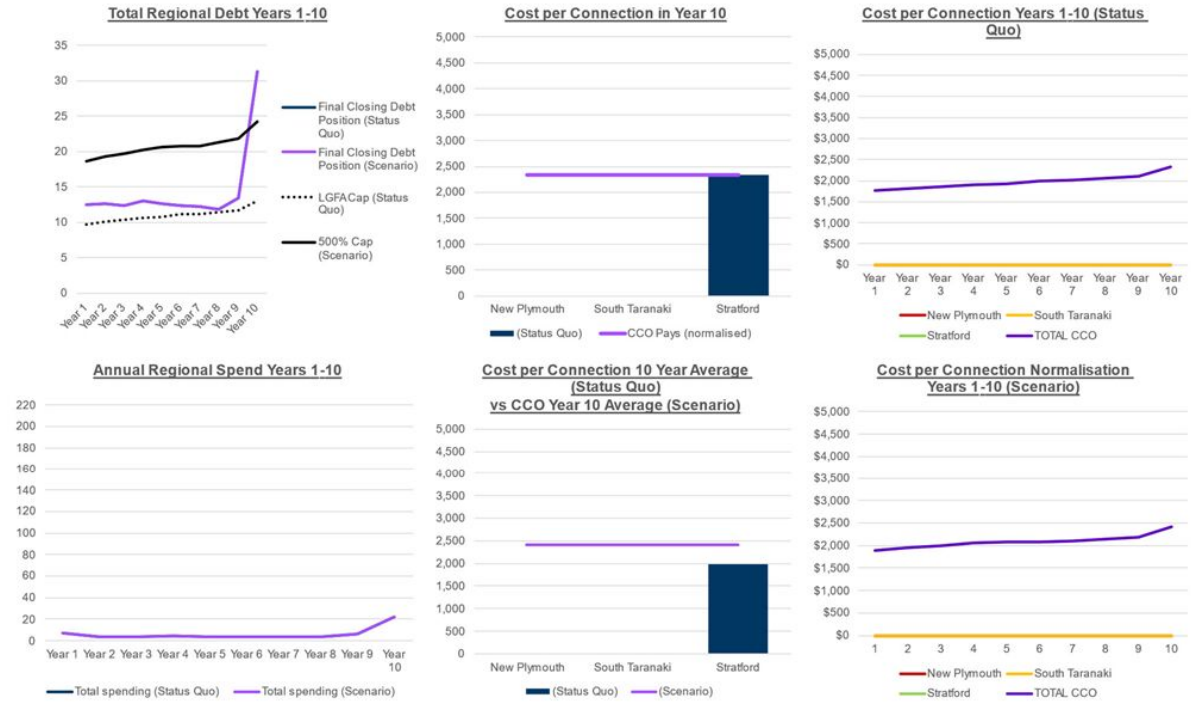 Total Regional Debt Years 1-10
35
30
25
20
15
10
5
0
Year 1
Year 2
Year 3
Year 4
Year 5
Year 6
Year 7
Year 8
Year 9
Year 10
Final Closing Debt
Position (Status
Quo)
Final Closing Debt
Position (Scenario)
LGFACap (Status
Quo)
500% Cap
(Scenario)
Cost per Connection in Year 10
5,000
4,500
4,000
3,500
3,000
2,500
2,000
1,500
1,000
500
0
New Plymouth South Taranaki Stratford
(Status Quo) CCO Pays (normalised)
Cost per Connection Years 1-10 (Status
Quo)
$5,000
$4,500
$4,000
$3,500
$3,000
$2,500
$2,000
$1,500
$1,000
$500
$0
Year Year Year Year Year Year Year Year Year Year
1 2 3 4 5 6 7 8 9 10
New Plymouth South Taranaki
Stratford TOTAL CCO
Annual Regional Spend Years 1-10
220
200
180
160
140
120
100
80
60
40
20
0
Year 1 Year 2 Year 3 Year 4 Year 5 Year 6 Year 7 Year 8 Year 9 Year
10
Total spending (Status Quo) Total spending (Scenario)
Cost per Connection 10 Year Average
(Status Quo)
vs CCO Year 10 Average (Scenario)
5,000
4,500
4,000
3,500
3,000
2,500
2,000
1,500
1,000
500
0
New Plymouth South Taranaki Stratford
(Status Quo) (Scenario)
Cost per Connection Normalisation
Years 1-10 (Scenario)
$5,000
$4,500
$4,000
$3,500
$3,000
$2,500
$2,000
$1,500
$1,000
$500
$0
1 2 3 4 5 6 7 8 9 10
New Plymouth South Taranaki
Stratford TOTAL CCO